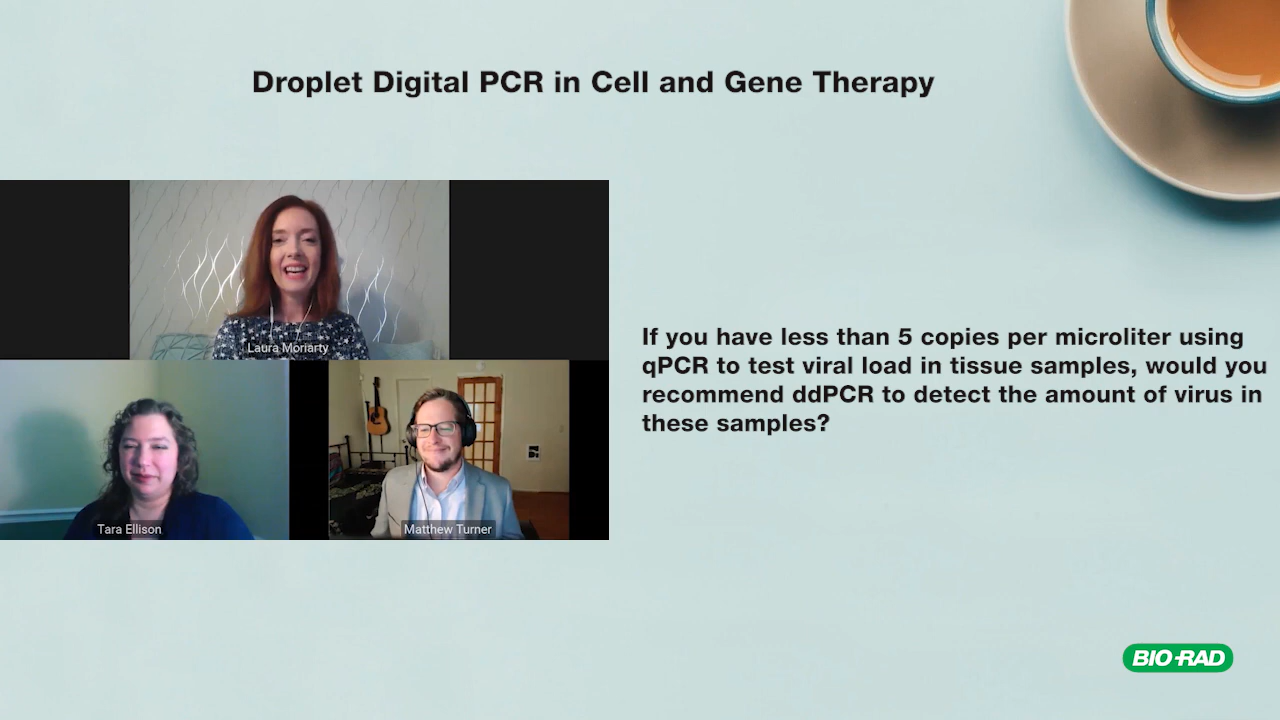 Droplet Digital PCR in Cell and Gene Therapy
Laura Moriarty
Tara Ellison
Matthew Turner
If you have less than 5 copies per microliter using
qPCR to test viral load in tissue samples, would you
recommend ddPCR to detect the amount of virus in
these samples?
BIO-RAD